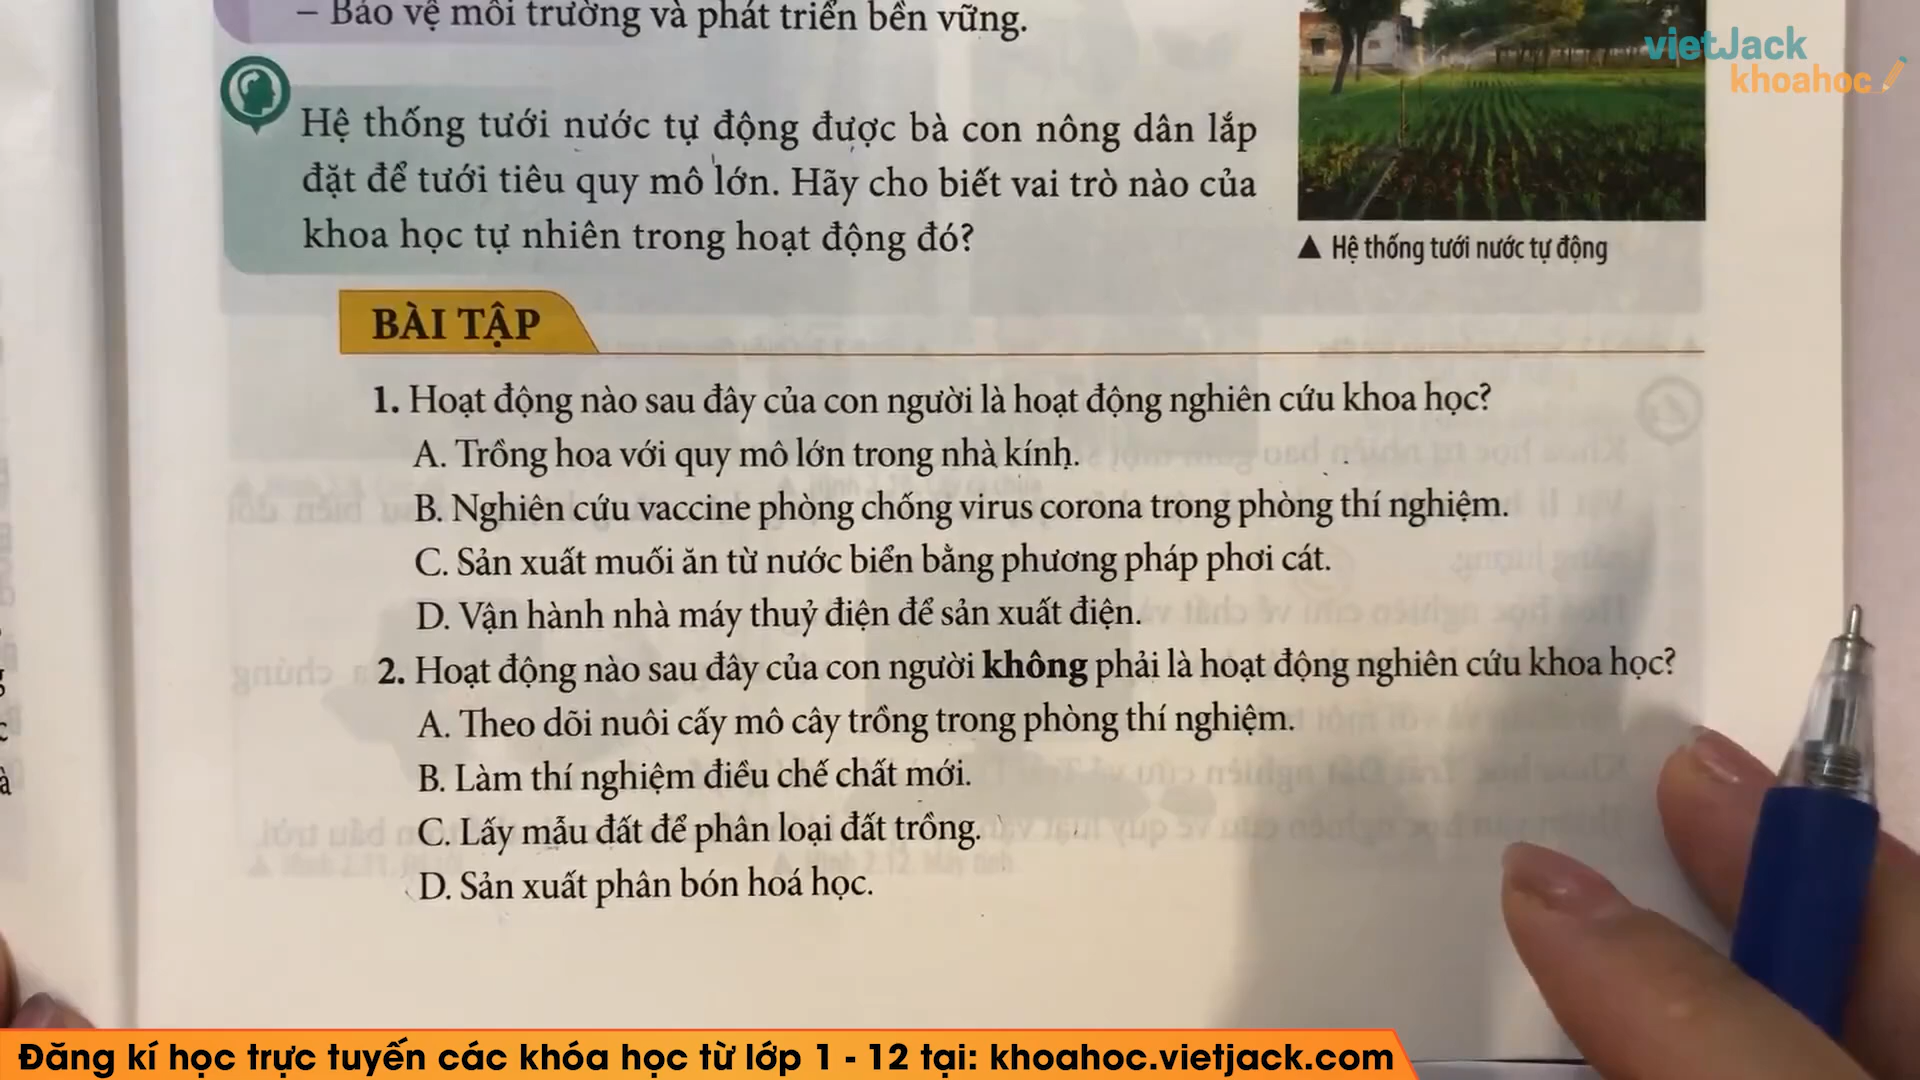 – Bảo vệ môi trường và phát triển bền vững.
vietJack
khoahoc
Hệ thống tưới nước tự động được bà con nông dân lắp
đặt để tưới tiêu quy mô lớn. Hãy cho biết vai trò nào của
khoa học tự nhiên trong hoạt động đó?
▲ Hệ thống tưới nước tự động
BÀI TẬP
1. Hoạt động nào sau đây của con người là hoạt động nghiên cứu khoa học?
A. Trồng hoa với quy mô lớn trong nhà kính.
B. Nghiên cứu vaccine phòng chống virus corona trong phòng thí nghiệm.
C. Sản xuất muối ăn từ nước biển bằng phương pháp phơi cát.
D. Vận hành nhà máy thuỷ điện để sản xuất điện.
2. Hoạt động nào sau đây của con người không phải là hoạt động nghiên cứu khoa học?
A. Theo dõi nuôi cấy mô cây trồng trong phòng thí nghiệm.
B. Làm thí nghiệm điều chế chất mới.
C. Lấy mẫu đất để phân loại đất trồng.
D. Sản xuất phân bón hoá học.
Đăng kí học trực tuyến các khóa học từ lớp 1 - 12 tại: khoahoc.vietjack.com